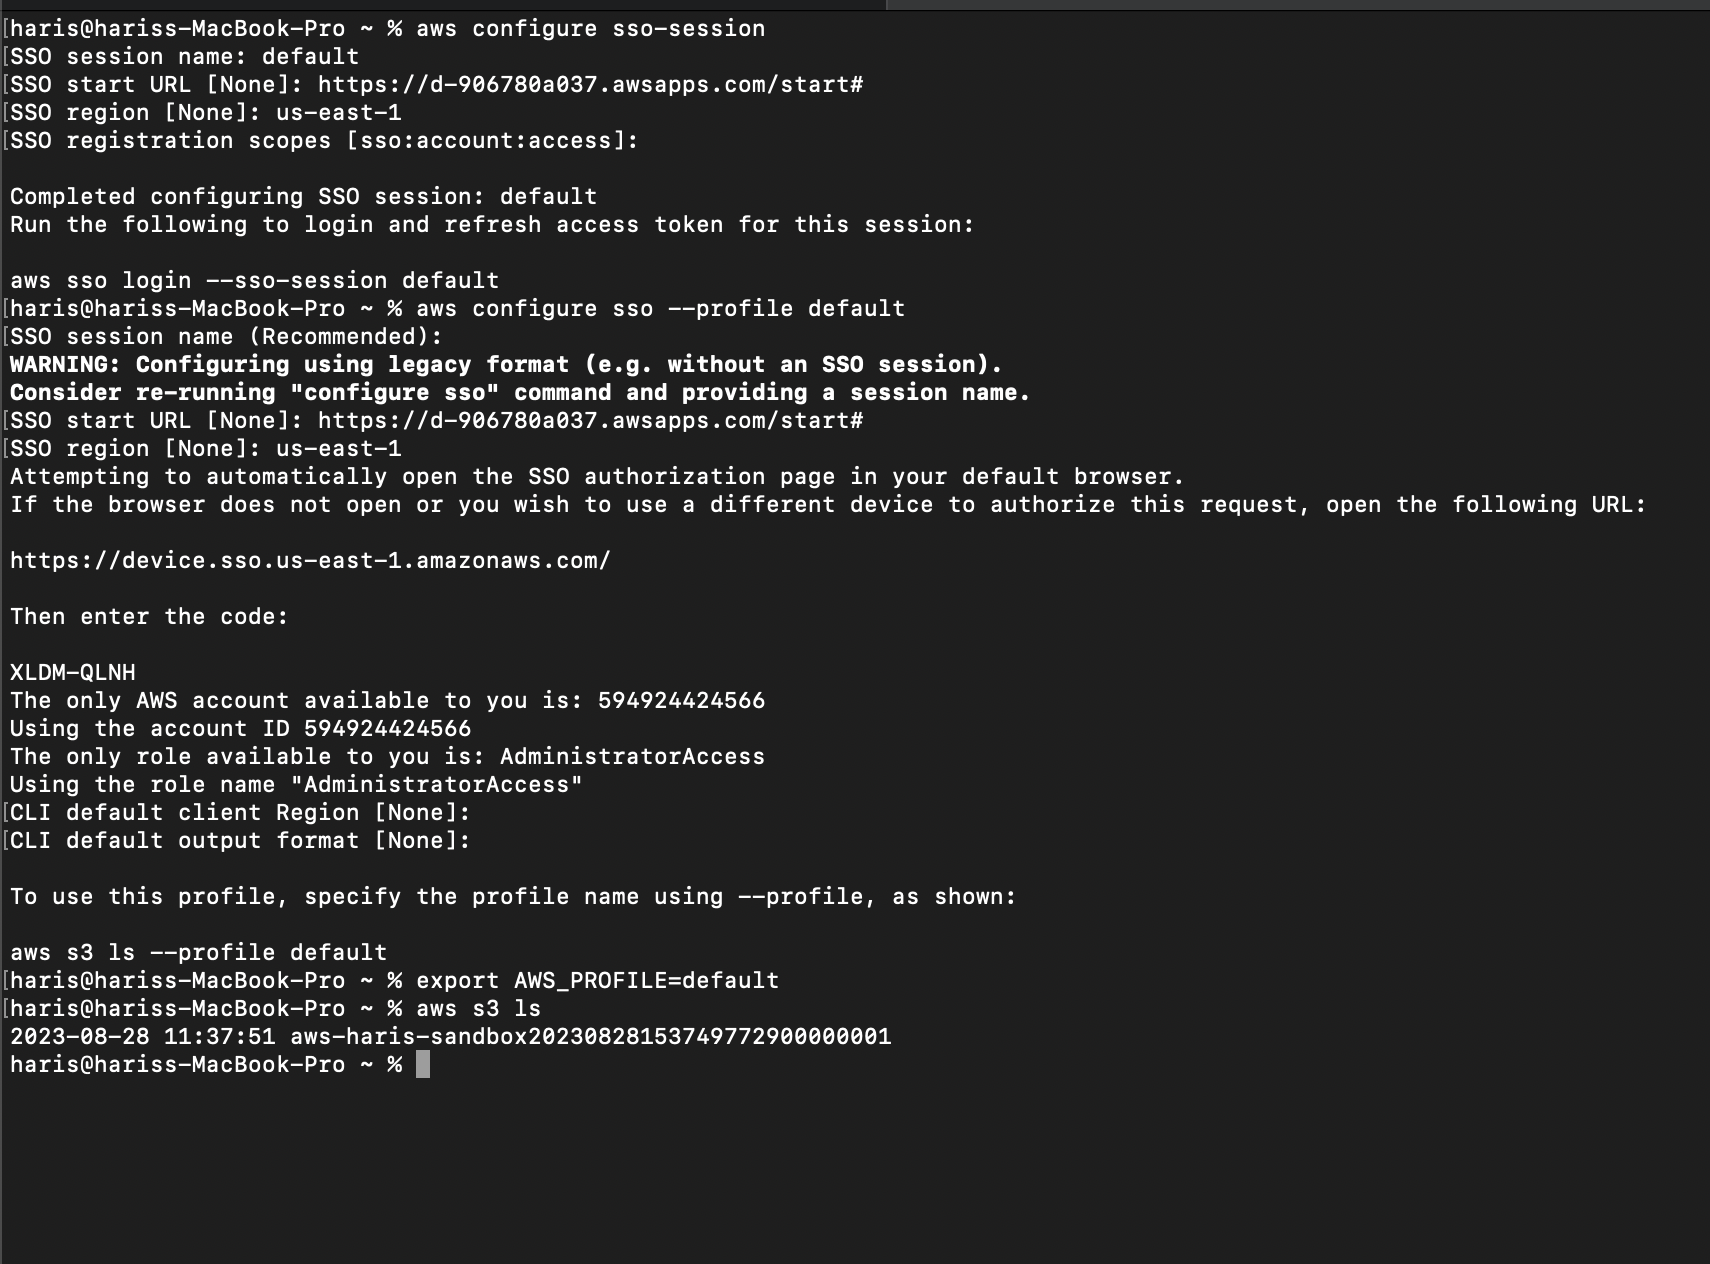 [haris@hariss-MacBook-Pro ~ % aws configure sso-session
[SSO session name: default
[SSO start URL [None]: https://d-906780a037.awsapps.com/start#
[SSO region [None]: us-east-1
[SSO registration scopes [sso:account:access]:
Completed configuring SSO session: default
Run the following to login and refresh access token for this session:
aws sso login --sso-session default
[haris@hariss-MacBook-Pro ~ % aws configure sso --profile default
[SSO session name (Recommended):
WARNING: Configuring using legacy format (e.g. without an SSO session).
Consider re-running "configure sso" command and providing a session name.
[SSO start URL [None]: https://d-906780a037.awsapps.com/start#
[SSO region [None]: us-east-1
Attempting to automatically open the SSO authorization page in your default browser.
If the browser does not open or you wish to use a different device to authorize this request, open the following URL:
https://device.sso.us-east-1.amazonaws.com/
Then enter the code:
XLDM-QLNH
The only AWS account available to you is: 594924424566
Using the account ID 594924424566
The only role available to you is: AdministratorAccess
Using the role name "AdministratorAccess"
[CLI default client Region [None]:
[CLI default output format [None]:
To use this profile, specify the profile name using --profile, as shown:
aws s3 ls --profile default
[haris@hariss-MacBook-Pro ~ % export AWS_PROFILE=default
[haris@hariss-MacBook-Pro ~ % aws s3 ls
2023-08-28 11:37:51 aws-haris-sandbox20230828153749772900000001
haris@hariss-MacBook-Pro ~ %